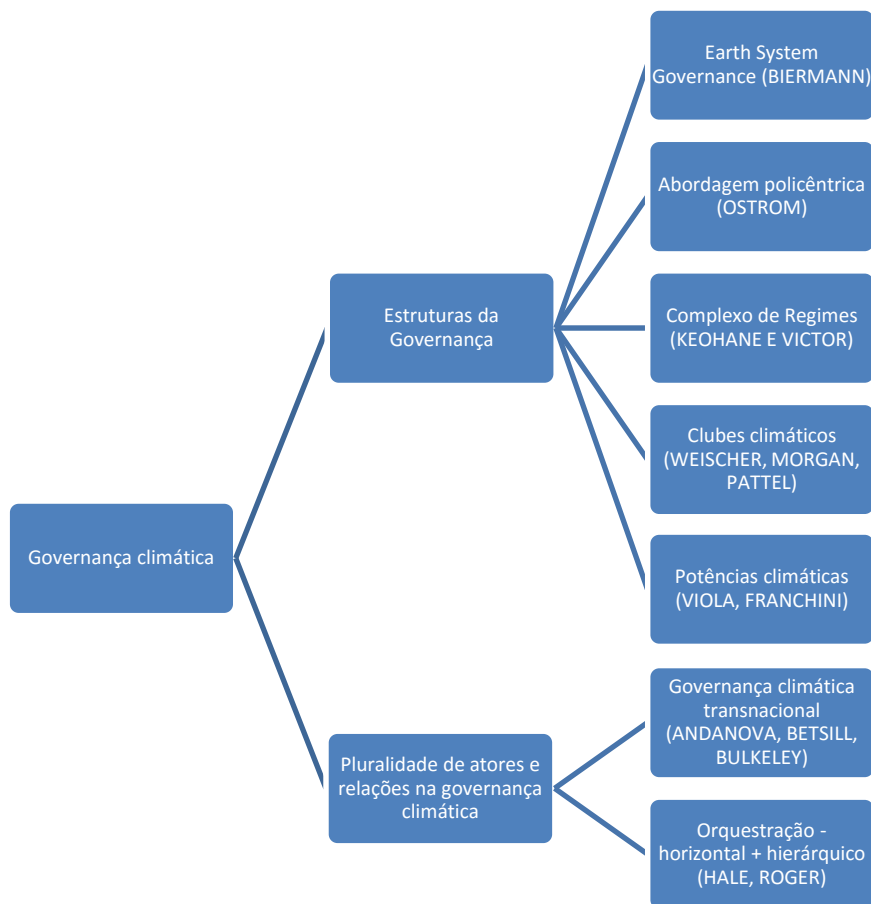 Earth System
Governance (BIERMANN)
Abordagem policêntrica
(OSTROM)
Estruturas da
Governança
Complexo de Regimes
(KEOHANE E VICTOR)
Clubes climáticos
(WEISCHER, MORGAN,
PATTEL)
Governança climática
Potências climáticas
(VIOLA, FRANCHINI)
Pluralidade de atores e
relações na governança
climática
Governança climática
transnacional
(ANDANOVA, BETSILL,
BULKELEY)
Orquestração -
horizontal + hierárquico
(HALE, ROGER)